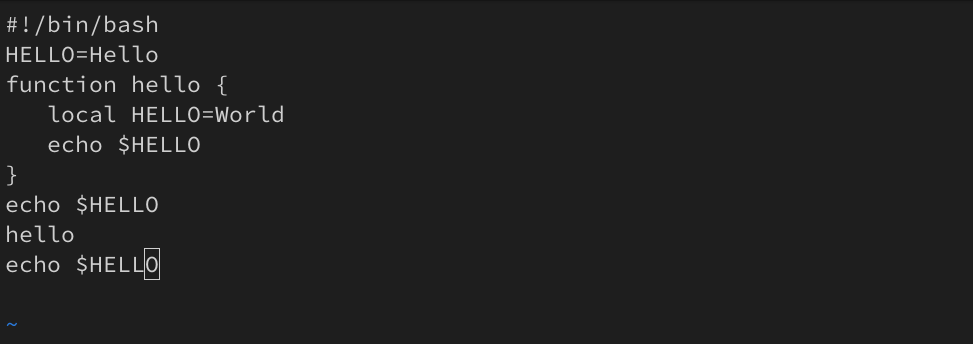 #!/bin/bash
HELLO=Hello
function hello {
   local HELLO=World
   echo $HELLO
}
echo $HELLO
hello
echo $HELLO
~